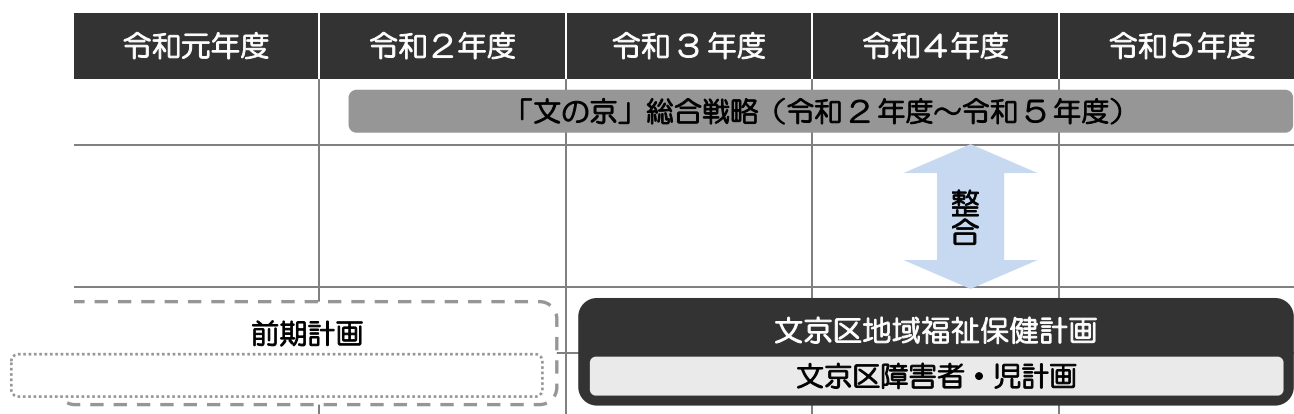 令和元年度 令和２年度 令和３年度 令和４年度 令和５年度
「文の京」総合戦略（令和２年度～令和５年度）
整合
前期計画 文京区地域福祉保健計画
文京区障害者・児計画